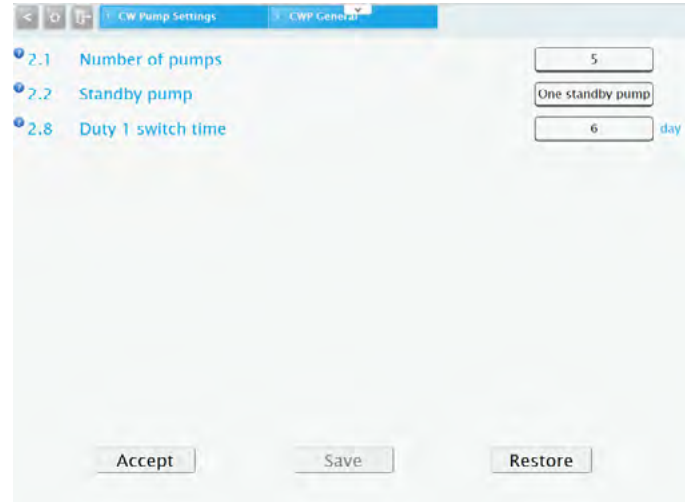 CW Pump Settings CWP General
2.1 Number of pumps 5
2.2 Standby pump One standby pump
2.8 Duty 1 switch time 6 day
Accept Save Restore